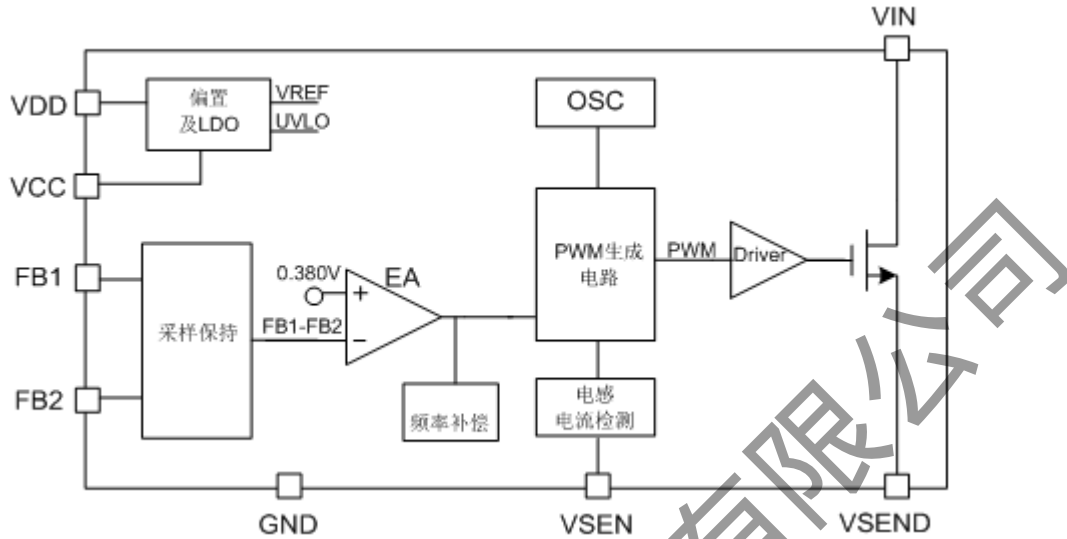 VIN
VDD
偏置
及LDO
VREF
UVLO
OSC
VCC
FB1
0.380V
EA
+
PWM生成
电路
PWM
Driver
采样保持
FB1-FB2
−
FB2
频率补偿
电感
电流检测
GND
VSEN
VSEND
有限公司